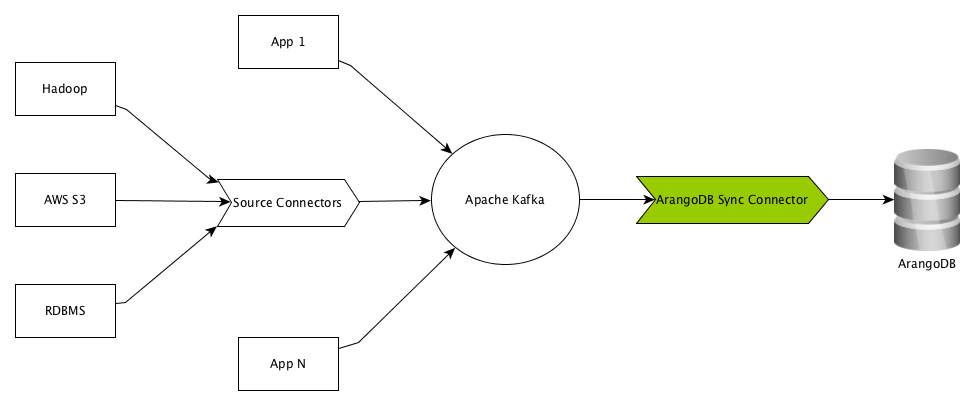 App 1
Hadoop
AWS S3
Source Connectors
Apache Kafka
ArangoDB Sync Connector
ArangoDB
RDBMS
App N